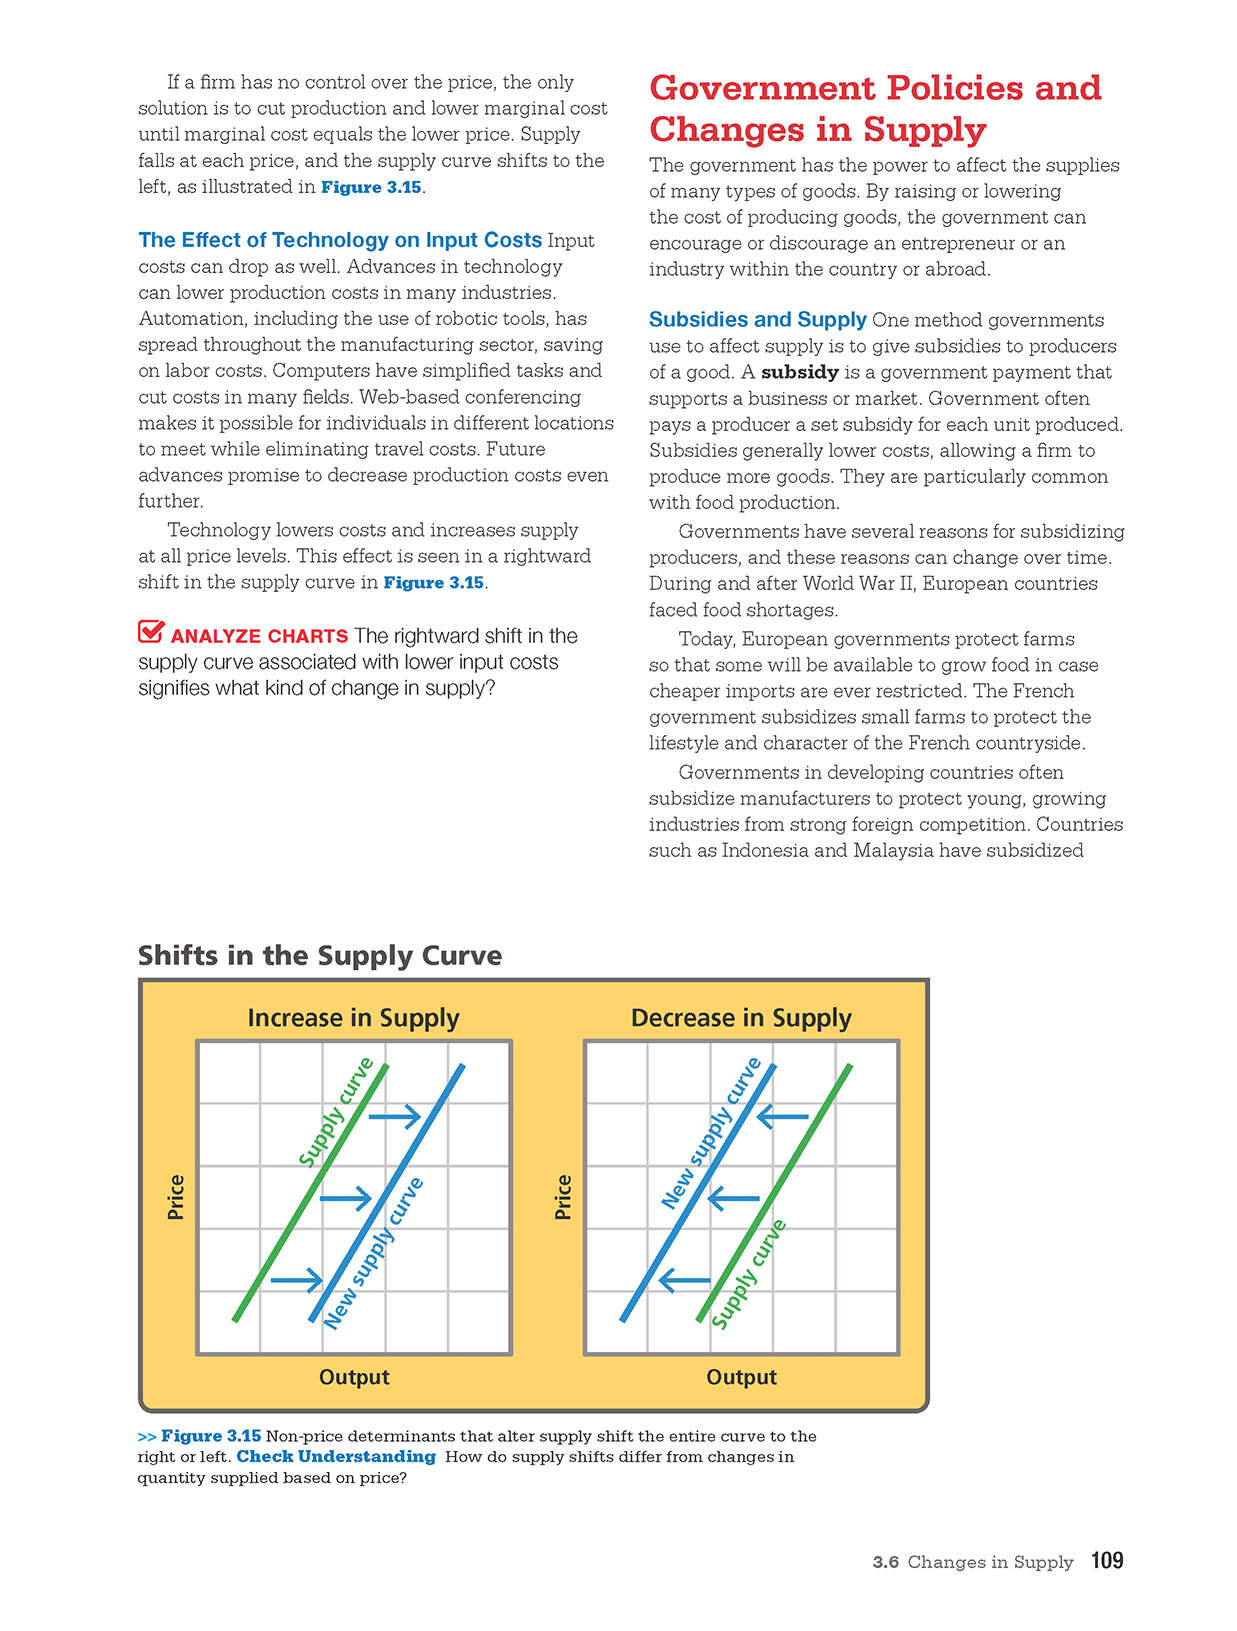 If a firm has no control over the price, the only
solution is to cut production and lower marginal cost
until marginal cost equals the lower price. Supply
falls at each price, and the supply curve shifts to the
left, as illustrated in Figure 3.15.
The Effect of Technology on Input Costs Input
costs can drop as well. Advances in technology
can lower production costs in many industries.
Automation, including the use of robotic tools, has
spread throughout the manufacturing sector, saving
on labor costs. Computers have simplified tasks and
cut costs in many fields. Web-based conferencing
makes it possible for individuals in different locations
to meet while eliminating travel costs. Future
advances promise to decrease production costs even
further.
Technology lowers costs and increases supply
at all price levels. This effect is seen in a rightward
shift in the supply curve in Figure 3.15.
ANALYZE CHARTS The rightward shift in the
supply curve associated with lower input costs
signifies what kind of change in supply?
Government Policies and
Changes in Supply
The government has the power to affect the supplies
of many types of goods. By raising or lowering
the cost of producing goods, the government can
encourage or discourage an entrepreneur or an
industry within the country or abroad.
Subsidies and Supply One method governments
use to affect supply is to give subsidies to producers
of a good. A subsidy is a government payment that
supports a business or market. Government often
pays a producer a set subsidy for each unit produced.
Subsidies generally lower costs, allowing a firm to
produce more goods. They are particularly common
with food production.
Governments have several reasons for subsidizing
producers, and these reasons can change over time.
During and after World War II, European countries
faced food shortages.
Today, European governments protect farms
so that some will be available to grow food in case
cheaper imports are ever restricted. The French
government subsidizes small farms to protect the
lifestyle and character of the French countryside.
Governments in developing countries often
subsidize manufacturers to protect young, growing
industries from strong foreign competition. Countries
such as Indonesia and Malaysia have subsidized
Shifts in the Supply Curve
Increase in Supply
Supply curve
New supply curve
Price
Output
Decrease in Supply
New supply curve
Supply curve
Price
Output
>> Figure 3.15 Non-price determinants that alter supply shift the entire curve to the
right or left. Check Understanding How do supply shifts differ from changes in
quantity supplied based on price?
3.6 Changes in Supply 109